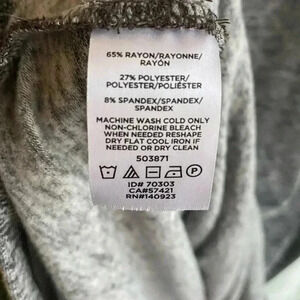 65% RAYON/RAYONNE/
RAYÓN
27% POLYESTER/
POLYESTER/POLIÉSTER
8% SPANDEX/SPANDEX/
SPANDEX
MACHINE WASH COLD ONLY
NON-CHLORINE BLEACH
WHEN NEEDED RESHAPE
DRY FLAT COOL IRON IF
NEEDED OR DRY CLEAN
503871
ID# 70303
CA#57421
RN#140923